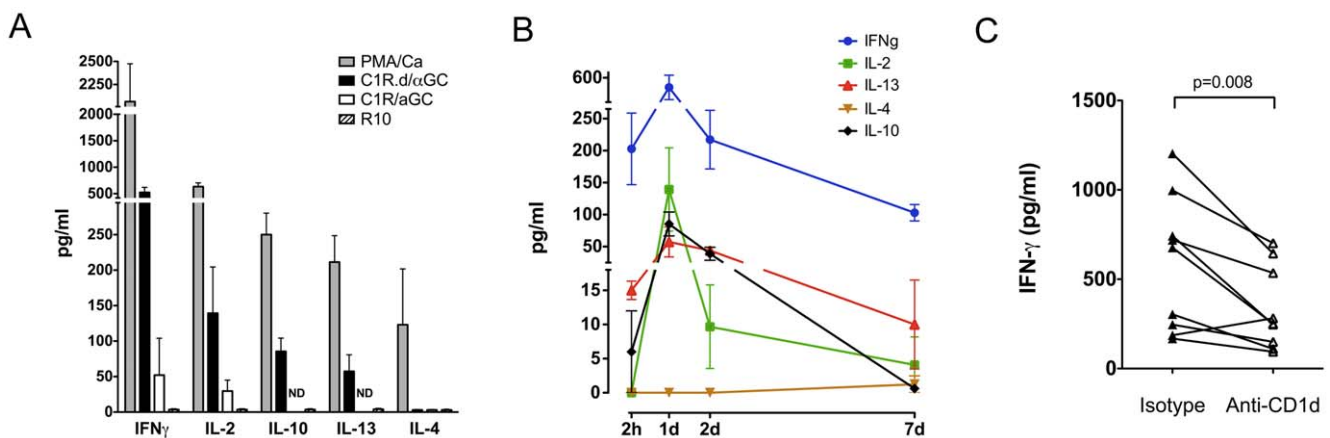 A
2500
2250
2000
1500
1000
500
250
200
150
100
50
0
pg/ml
PMA/Ca
C1R.d/αGC
C1R/aGC
R10
ND
ND
IFNγ IL-2 IL-10 IL-13 IL-4
B
600
500
250
200
150
100
50
15
10
5
0
pg/ml
IFNg
IL-2
IL-13
IL-4
IL-10
2h 1d 2d 7d
C
p=0.008
1500
1000
500
0
IFN-γ (pg/ml)
Isotype Anti-CD1d